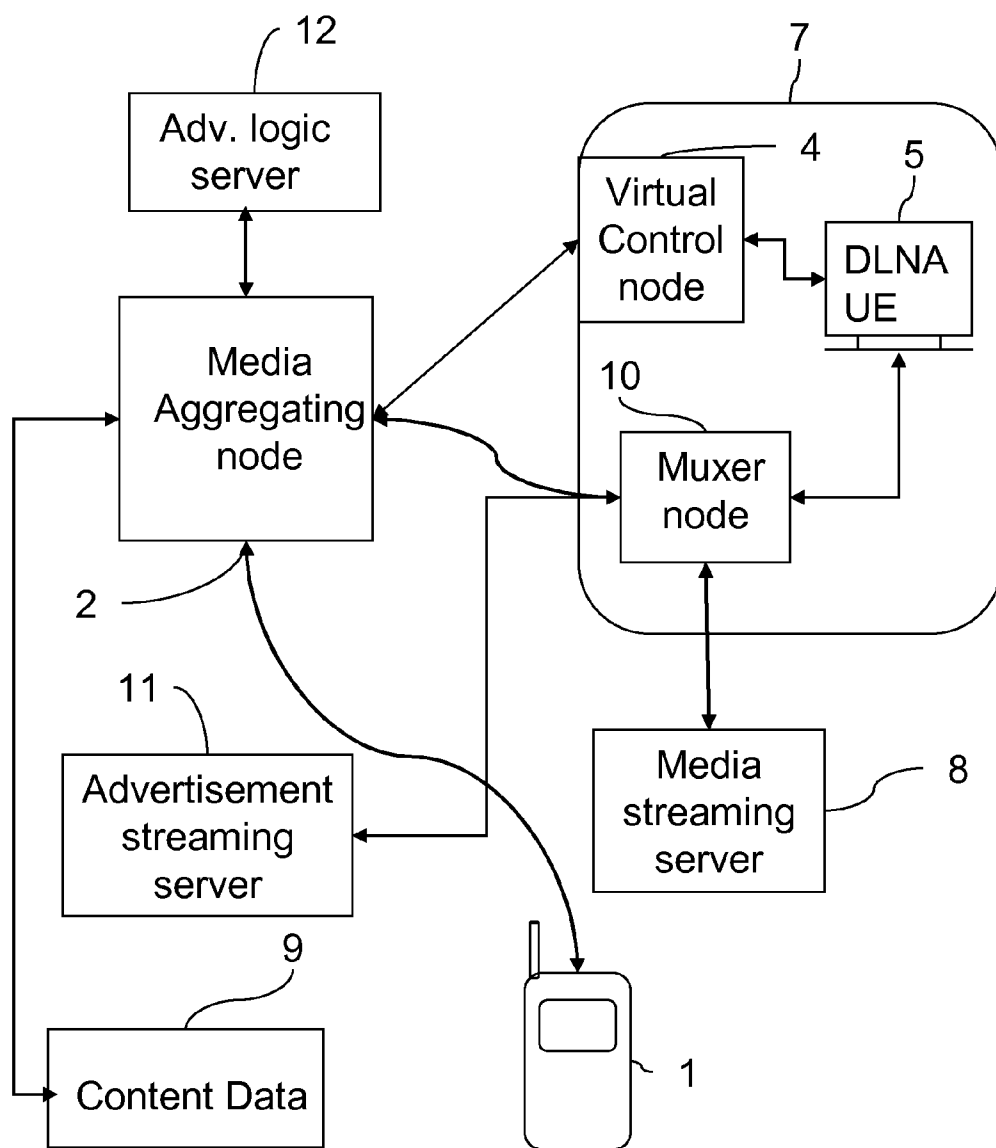 12
7
Adv. logic
server
4
5
Virtual
Control
node
DLNA
UE
Media
Aggregating
node
10
Muxer
node
2
11
Advertisement
streaming
server
Media
streaming
server
8
9
Content Data
1